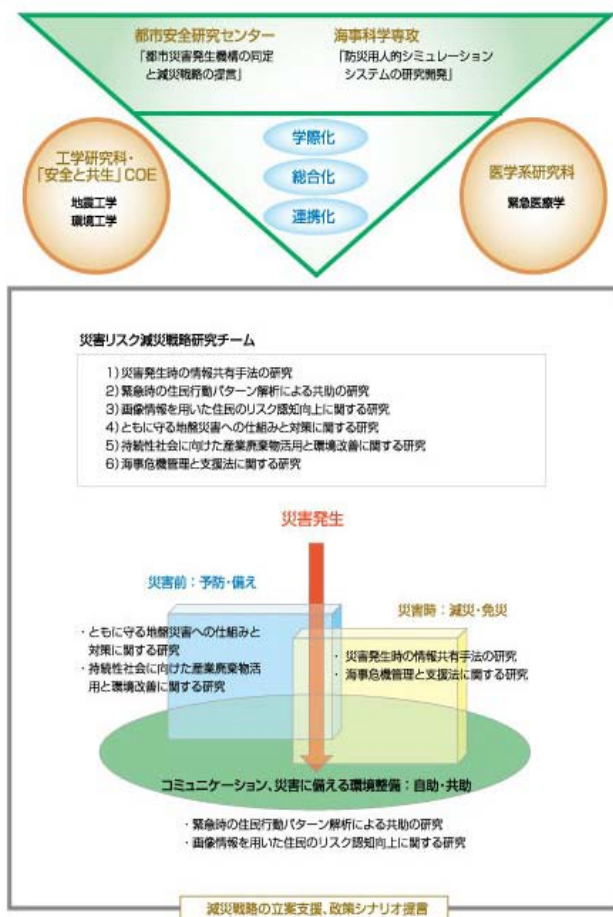 都市安全研究センター
「都市災害発生機構の同定
と減災戦略の提言」
海事科学専攻
「防災用人的シミュレーション
システムの研究開発」
学際化
総合化
連携化
工学研究科・
「安全と共生」COE
地震工学
環境工学
医学系研究科
緊急医療学
災害リスク減災戦略研究チーム
1)災害発生時の情報共有手法の研究
2)緊急時の住民行動パターン解析による共助の研究
3)画像情報を用いた住民のリスク認知向上に関する研究
4)ともに守る地盤災害への仕組みと対策に関する研究
5)持続性社会に向けた産業廃棄物活用と環境改善に関する研究
6)海事危機管理と支援法に関する研究
災害発生
災害前：予防・備え
・ともに守る地盤災害への仕組みと
対策に関する研究
・持続性社会に向けた産業廃棄物活
用と環境改善に関する研究
災害時：減災・免災
・災害発生時の情報共有手法の研究
・海事危機管理と支援法に関する研究
コミュニケーション、災害に備える環境整備：自助・共助
・緊急時の住民行動パターン解析による共助の研究
・画像情報を用いた住民のリスク認知向上に関する研究
減災戦略の立案支援、政策シナリオ提言